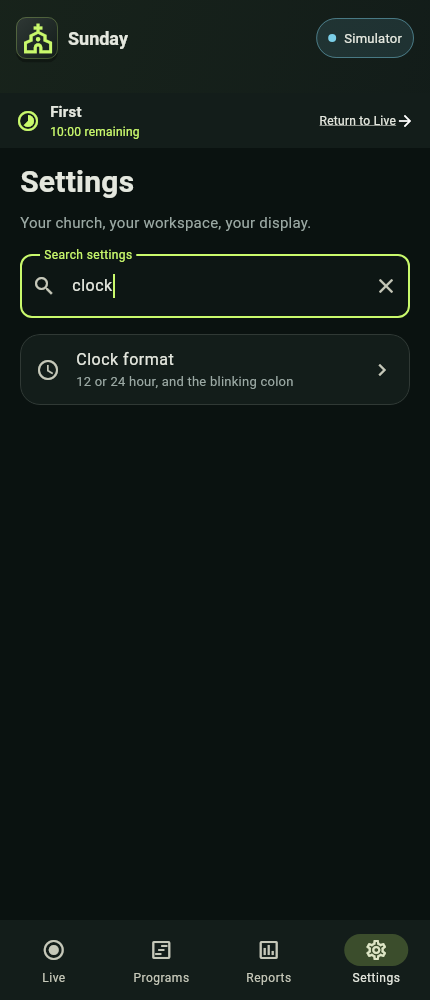 Sunday
Simulator
First
10:00 remaining
Return to Live
Settings
Your church, your workspace, your display.
Search settings
clock
Clock format
12 or 24 hour, and the blinking colon
Live
Programs
Reports
Settings